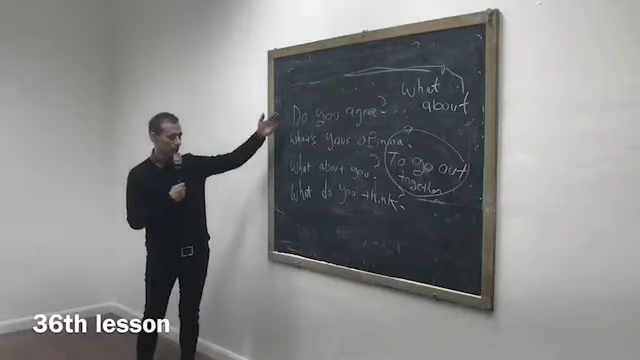 What
about
Do you agree? ...
What's your opinion?
What about you?
What do you think?
To go out
together
36th lesson